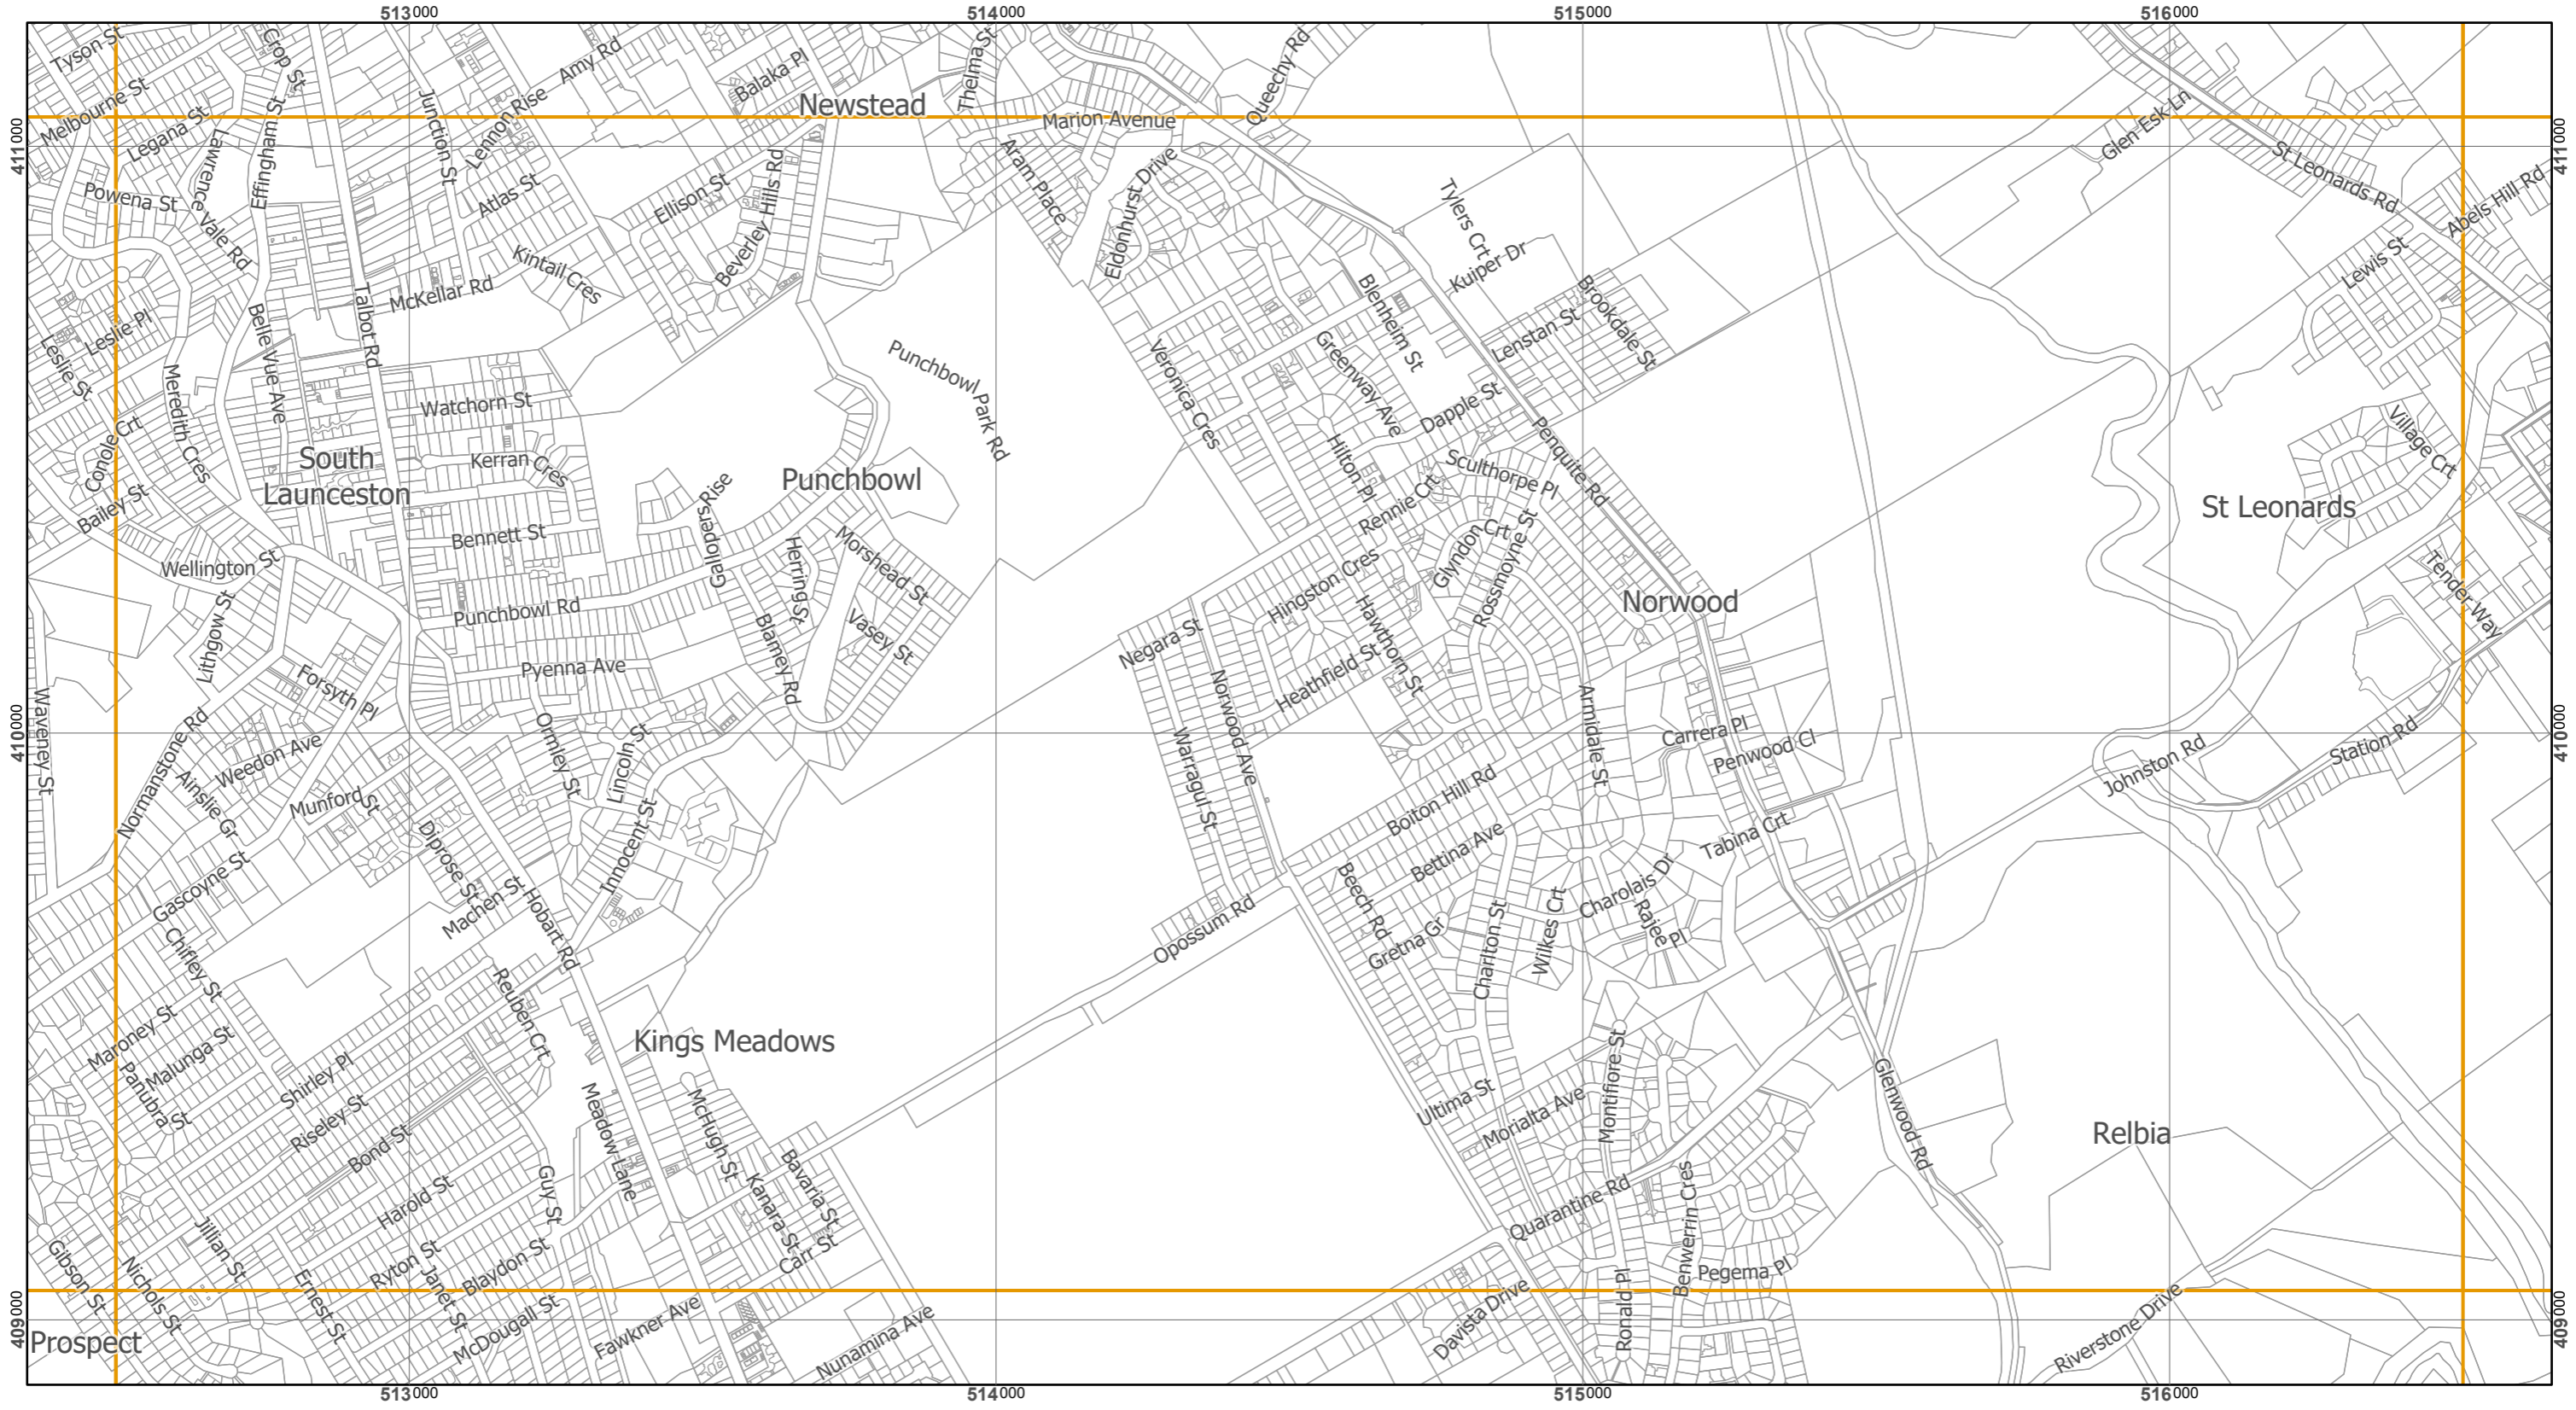 513000
514000
515000
516000
Tyson St
Crop St
Amy Rd
Balaka Pl
Thelma St
Queechy Rd
Melbourne St
Junction St
Lennon Rise
Newstead
Marion Avenue
Glen Esk Ln
411000
411000
Legana St
Lawrence Vale Rd
Effingham St
Aram Place
Eldonhurst Drive
St Leonards Rd
Abels Hill Rd
Powena St
Atlas St
Ellison St
Beverley Hills Rd
Tylers Crt
Kuiper Dr
Lewis St
Kintail Cres
McKellar Rd
Talbot Rd
Blenheim St
Brookdale St
Lenstan St
Leslie Pl
Leslie St
Belle Vue Ave
Meredith Cres
Punchbowl Park Rd
Veronica Cres
Greenway Ave
Dapple St
Penquite Rd
Watchorn St
Conole Crt
South
Launceston
Kerran Cres
Punchbowl
Hilton Pl
Sculthorpe Pl
Village Crt
St Leonards
Bailey St
Bennett St
Galopers Rise
Rennie Crt
Glyndon Crt
Rossmoyne St
Wellington St
Herring St
Morshead St
Hingston Cres
Norwood
Tender Way
Lithgow St
Punchbowl Rd
Blamey Rd
Vasey St
Negara St
Hawthorn St
Heathfield St
Pyenna Ave
Forsyth Pl
Waveney St
Norwood Ave
Armidale St
410000
410000
Normanstone Rd
Weedon Ave
Ormley St
Lincoln St
Warragul St
Carrera Pl
Penwood Cl
Johnston Rd
Station Rd
Ainslie Gr
Munford St
Boiton Hill Rd
Innocent St
Diprose St
Bettina Ave
Tabina Crt
Gascoyne St
Machen St
Hobart Rd
Beech Rd
Charolais Dr
Rajee Pl
Opossum Rd
Gretna Gr
Charlton St
Wilkes Crt
Chifley St
Reuben Crt
Maroney St
Malunga St
Panubra St
Kings Meadows
Shirley Pl
Riseley St
Bond St
Meadow Lane
McHugh St
Ultima St
Morialta Ave
Montifiore St
Glenwood Rd
Relbia
Harold St
Guy St
Kanara St
Bavaria St
Carr St
Quarantine Rd
Benwerrin Cres
Pegema Pl
Gibson St
Nichols St
Jillian St
Ernest St
Ryton St
Janet St
Blaydon St
McDougall St
Fawkner Ave
Nunamina Ave
Davista Drive
Ronald Pl
Riverstone Drive
409000
409000
Prospect
513000
514000
515000
516000